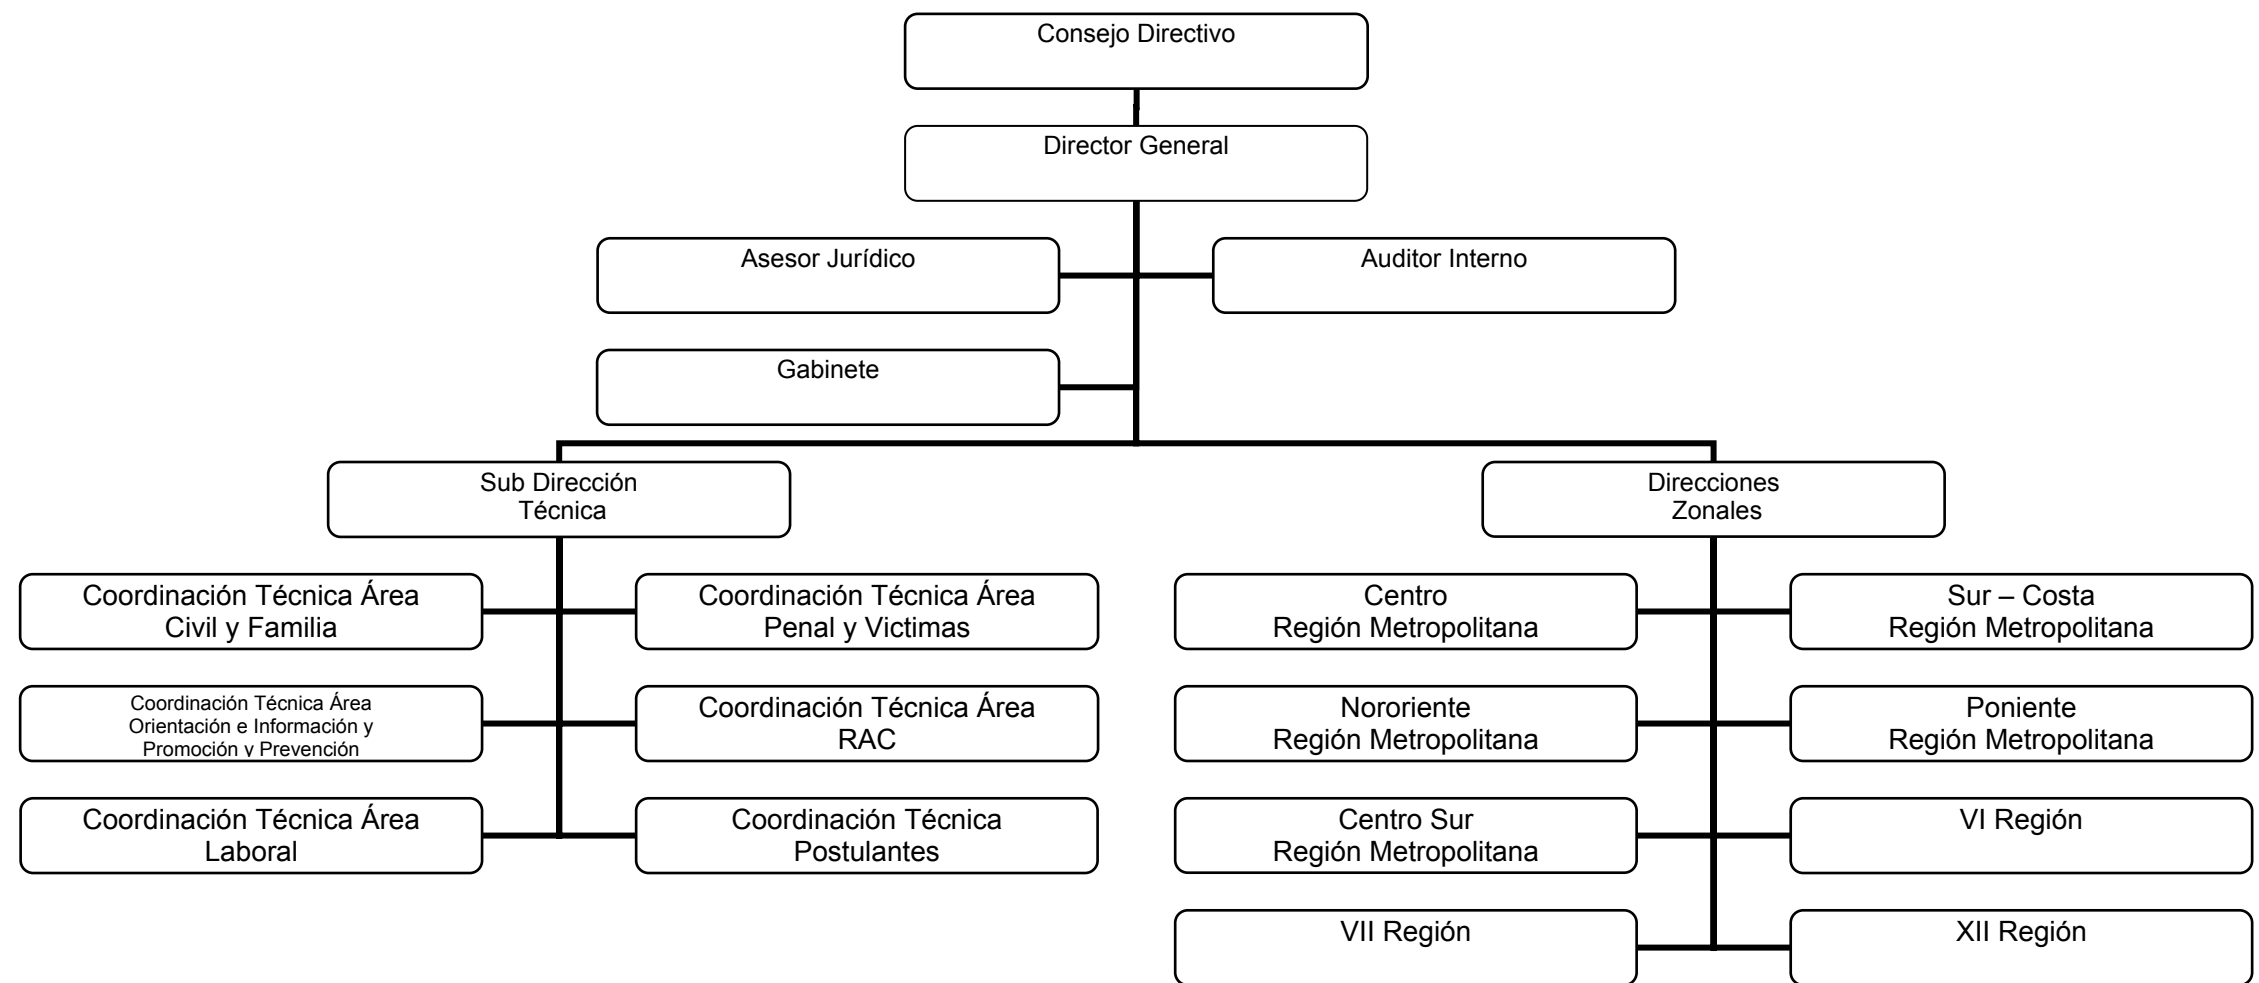 Consejo Directivo
Director General
Asesor Jurídico
Auditor Interno
Gabinete
Sub Dirección
Técnica
Direcciones
Zonales
Coordinación Técnica Área
Civil y Familia
Coordinación Técnica Área
Penal y Victimas
Centro
Región Metropolitana
Sur – Costa
Región Metropolitana
Coordinación Técnica Área
Orientación e Información y
Promoción y Prevención
Coordinación Técnica Área
RAC
Nororiente
Región Metropolitana
Poniente
Región Metropolitana
Coordinación Técnica Área
Laboral
Coordinación Técnica
Postulantes
Centro Sur
Región Metropolitana
VI Región
VII Región
XII Región